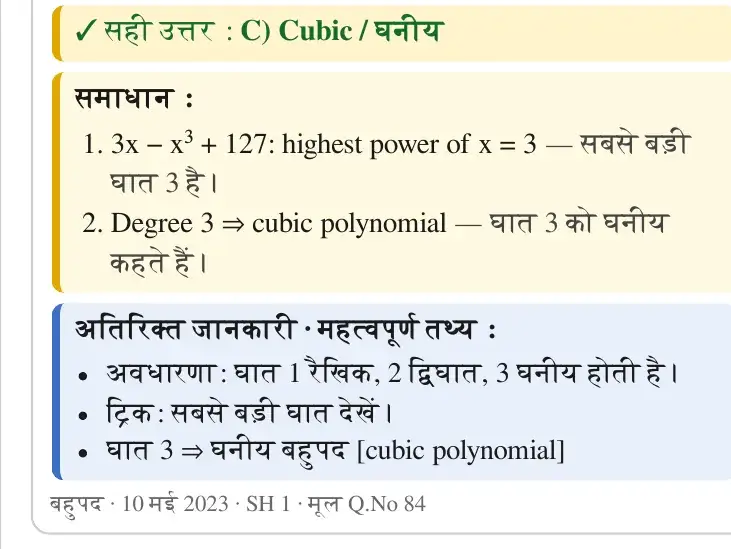 ✓ सही उत्तर : C) Cubic / घनीय
समाधान :
1. 3x − x³ + 127: highest power of x = 3 — सबसे बड़ी
घात 3 है।
2. Degree 3 ⇒ cubic polynomial — घात 3 को घनीय
कहते हैं।
अतिरिक्त जानकारी · महत्वपूर्ण तथ्य :
• अवधारणा : घात 1 रैखिक, 2 द्विघात, 3 घनीय होती है।
• ट्रिक : सबसे बड़ी घात देखें।
• घात 3 ⇒ घनीय बहुपद [cubic polynomial]
बहुपद · 10 मई 2023 · SH 1 · मूल Q.No 84